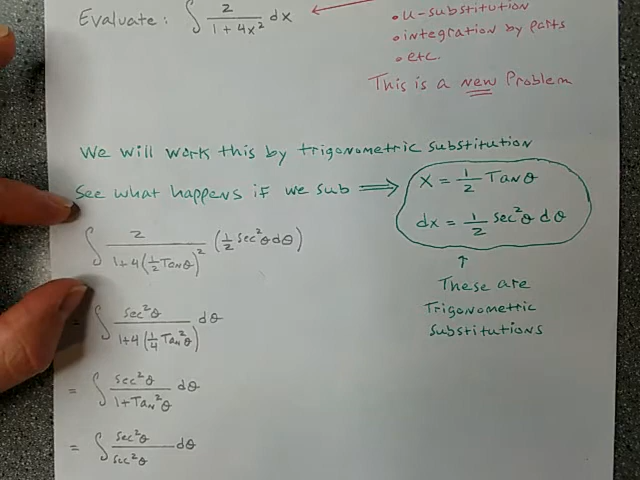 Evaluate: ∫ 2/(1+4x²) dx
• u-substitution
• integration by parts
• etc.
This is a new problem
We will work this by trigonometric substitution
See what happens if we sub ⟹
x = 1/2 Tan θ
dx = 1/2 sec²θ dθ
↑
These are
Trigonometric
substitutions
∫ 2/(1+4(1/2 Tan θ)²) (1/2 sec²θ dθ)
= ∫ sec²θ/(1+4(1/4 Tan²θ)) dθ
= ∫ sec²θ/(1+Tan²θ) dθ
= ∫ sec²θ/sec²θ dθ